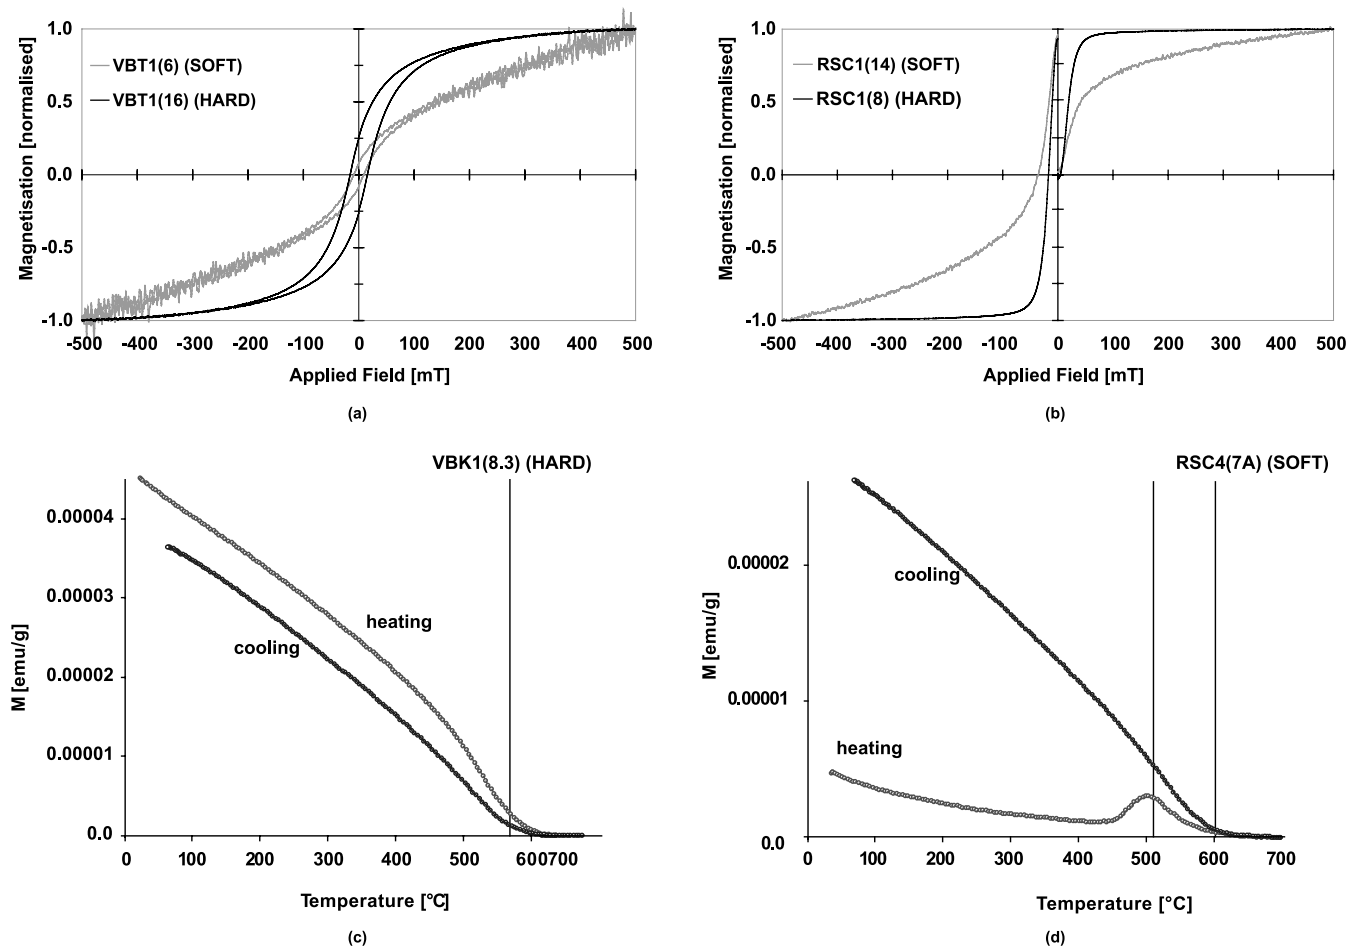 VBT1(6) (SOFT)
VBT1(16) (HARD)
Magnetisation [normalised]
1.0
0.5
0.0
-0.5
-1.0
-500 -400 -300 -200 -100 0 100 200 300 400 500
Applied Field [mT]
(a)
RSC1(14) (SOFT)
RSC1(8) (HARD)
Magnetisation [normalised]
1.0
0.5
0.0
-0.5
-1.0
-500 -400 -300 -200 -100 0 100 200 300 400 500
Applied Field [mT]
(b)
VBK1(8.3) (HARD)
M [emu/g]
0.00004
0.00003
0.00002
0.00001
0.0
heating
cooling
0 100 200 300 400 500 600700
Temperature [°C]
(c)
RSC4(7A) (SOFT)
M [emu/g]
0.00002
0.00001
0.0
cooling
heating
0 100 200 300 400 500 600 700
Temperature [°C]
(d)